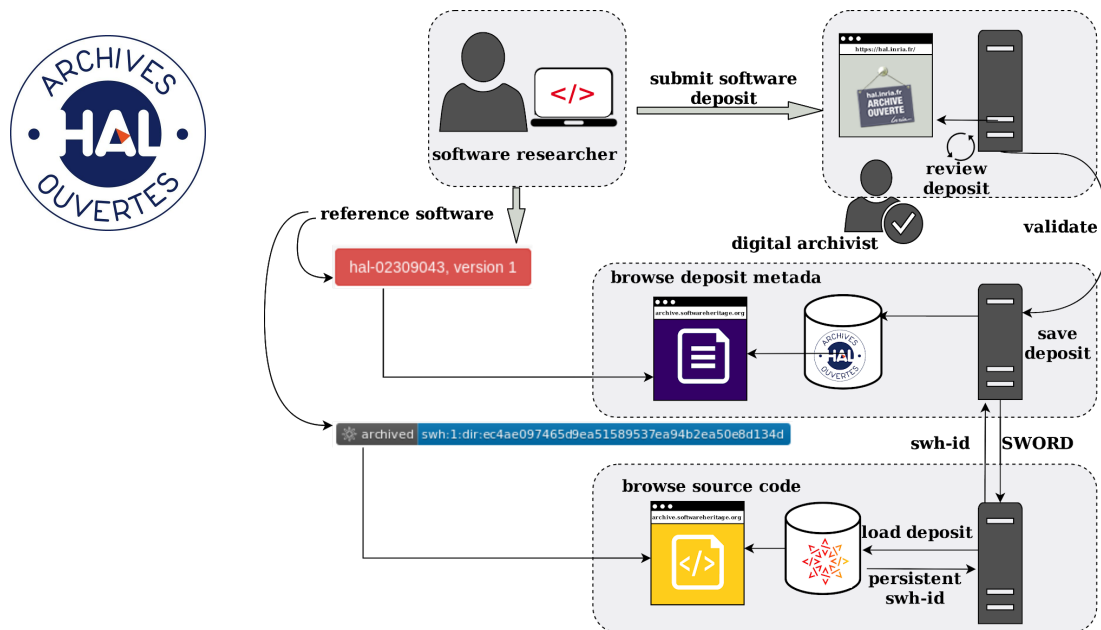 ARCHIVES
HAL
OUVERTES
</>
software researcher
submit software
deposit
https://hal.inria.fr/
hal.inria.fr
ARCHIVE
OUVERTE
review
deposit
digital archivist
validate
reference software
hal-02309043, version 1
browse deposit metada
archive.softwareheritage.org
ARCHIVES
HAL
OUVERTES
save
deposit
archived swh:1:dir:ec4ae097465d9ea51589537ea94b2ea50e8d134d
swh-id
SWORD
browse source code
archive.softwareheritage.org
</>
load deposit
persistent
swh-id